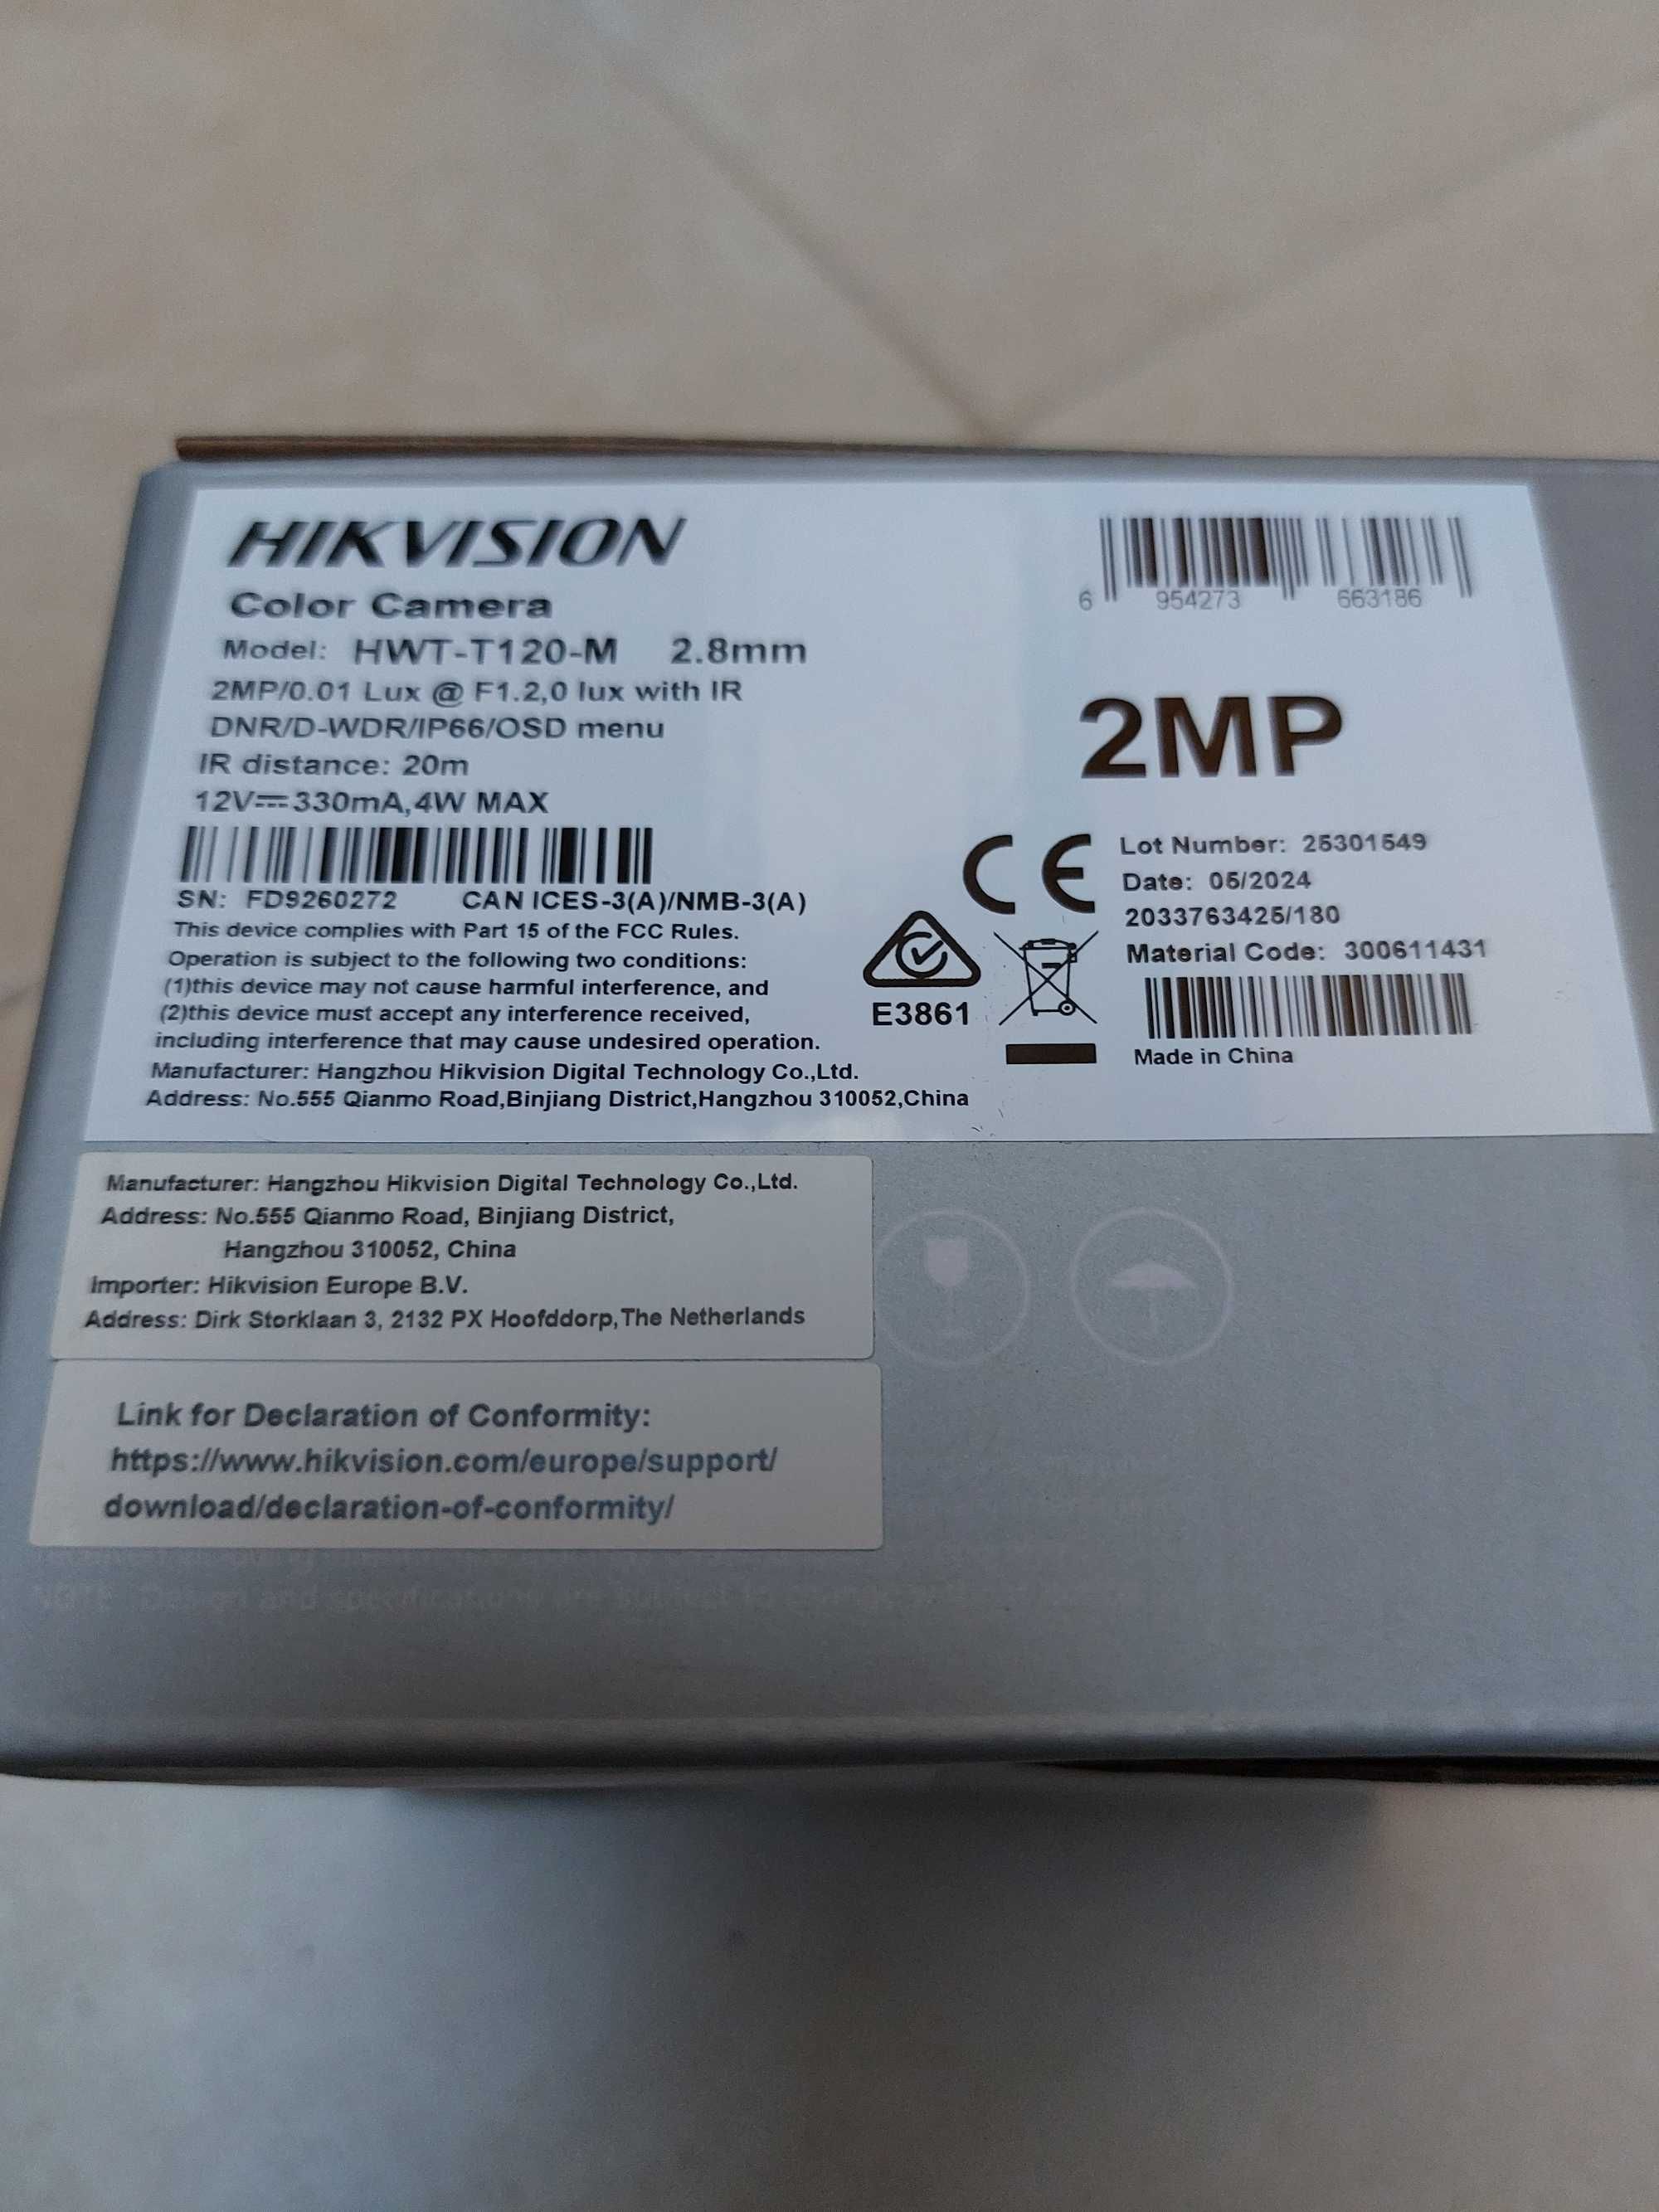 HIKVISION
Color Camera
Model: HWT-T120-M 2.8mm
2MP/0.01 Lux @ F1.2,0 lux with IR
DNR/D-WDR/IP66/OSD menu
IR distance: 20m
12V⎓330mA,4W MAX
SN: FD9260272 CAN ICES-3(A)/NMB-3(A)
This device complies with Part 15 of the FCC Rules.
Operation is subject to the following two conditions:
(1)this device may not cause harmful interference, and
(2)this device must accept any interference received,
including interference that may cause undesired operation.
Manufacturer: Hangzhou Hikvision Digital Technology Co.,Ltd.
Address: No.555 Qianmo Road,Binjiang District,Hangzhou 310052,China
6 954273 663186
2MP
CE
E3861
Lot Number: 25301549
Date: 05/2024
2033763425/180
Material Code: 300611431
Made in China
Manufacturer: Hangzhou Hikvision Digital Technology Co.,Ltd.
Address: No.555 Qianmo Road, Binjiang District,
Hangzhou 310052, China
Importer: Hikvision Europe B.V.
Address: Dirk Storklaan 3, 2132 PX Hoofddorp,The Netherlands
Link for Declaration of Conformity:
https://www.hikvision.com/europe/support/
download/declaration-of-conformity/
NOTE: Design and specifications are subject to change